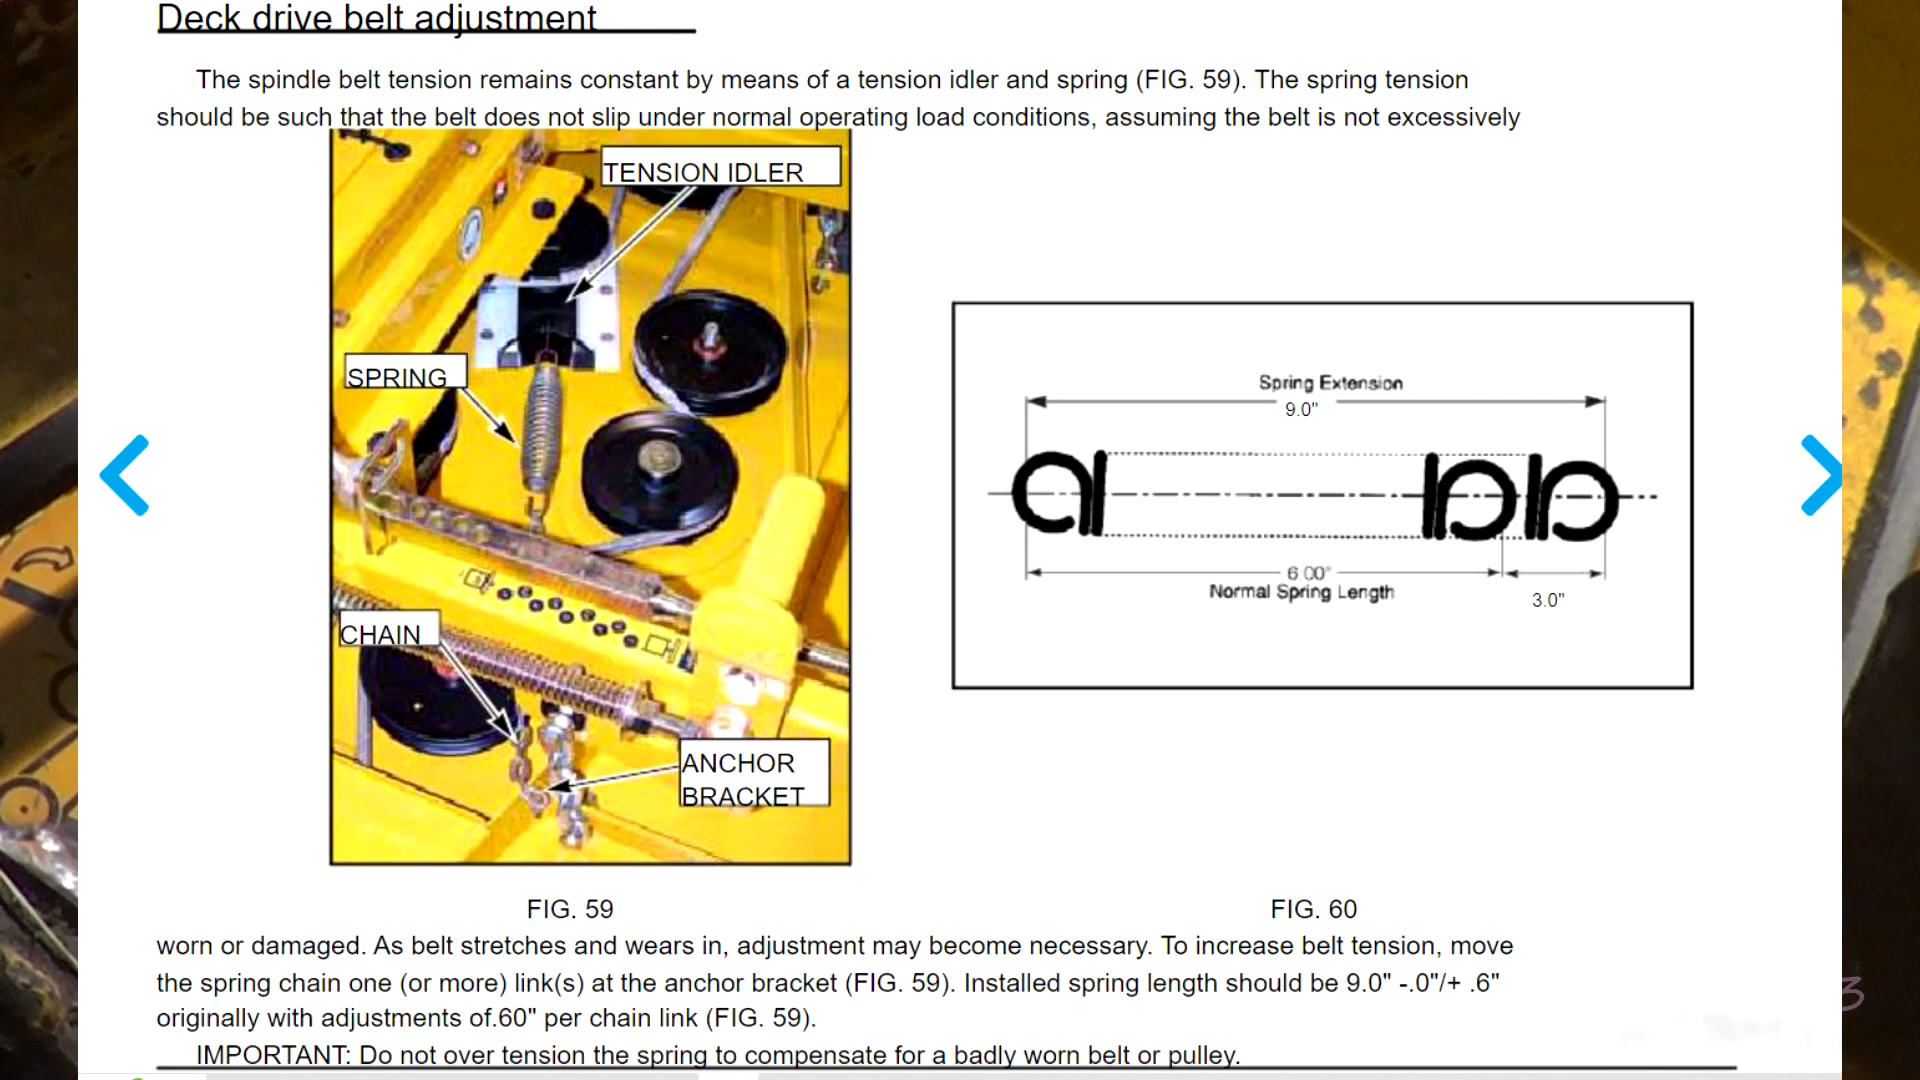 Deck drive belt adjustment
The spindle belt tension remains constant by means of a tension idler and spring (FIG. 59). The spring tension
should be such that the belt does not slip under normal operating load conditions, assuming the belt is not excessively
TENSION IDLER
SPRING
CHAIN
ANCHOR
BRACKET
Spring Extension
9.0"
6.00"
Normal Spring Length
3.0"
FIG. 59
FIG. 60
worn or damaged. As belt stretches and wears in, adjustment may become necessary. To increase belt tension, move
the spring chain one (or more) link(s) at the anchor bracket (FIG. 59). Installed spring length should be 9.0" -.0"/+ .6"
originally with adjustments of.60" per chain link (FIG. 59).
IMPORTANT: Do not over tension the spring to compensate for a badly worn belt or pulley.
3